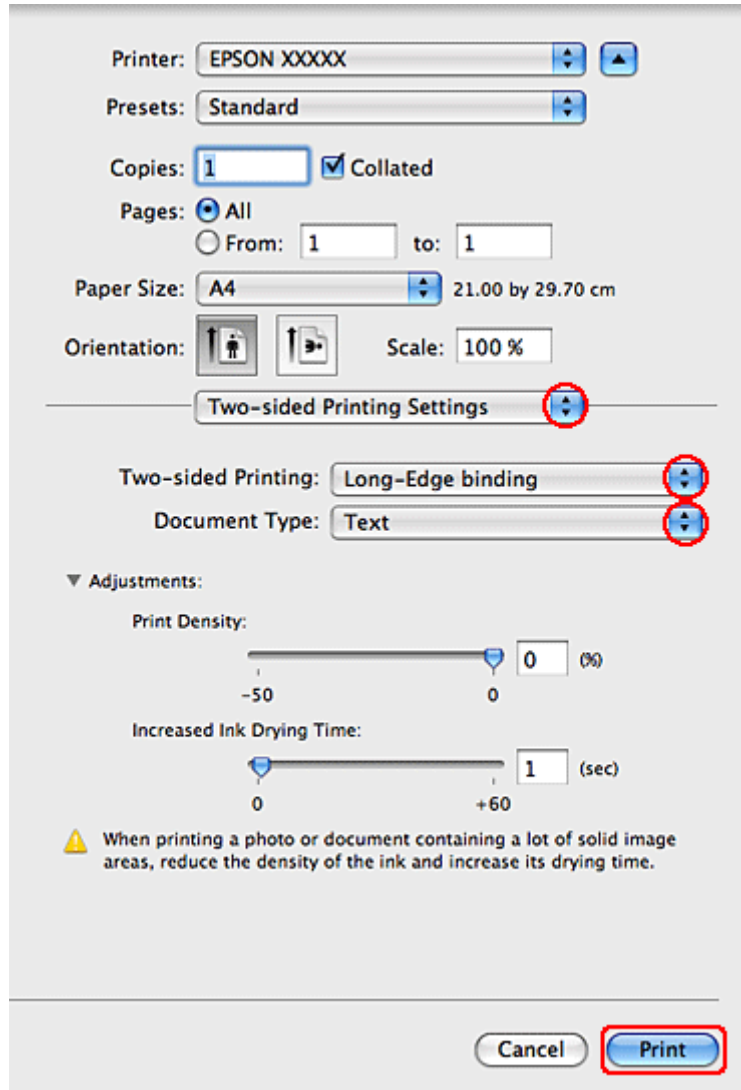 Printer: EPSON XXXXX
Presets: Standard
Copies: 1 Collated
Pages: All
From: 1 to: 1
Paper Size: A4 21.00 by 29.70 cm
Orientation: Scale: 100 %
Two-sided Printing Settings
Two-sided Printing: Long-Edge binding
Document Type: Text
Adjustments:
Print Density:
0 (%)
-50 0
Increased Ink Drying Time:
1 (sec)
0 +60
When printing a photo or document containing a lot of solid image
areas, reduce the density of the ink and increase its drying time.
Cancel Print